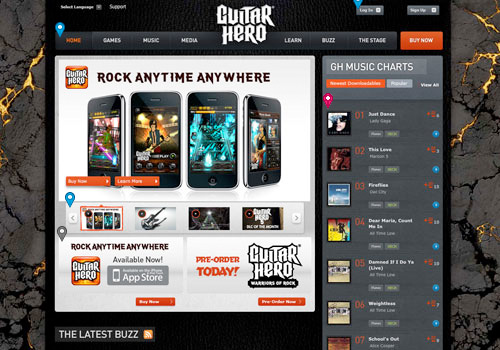 Select Language
Support
Log In
Sign Up
GUITAR HERO
HOME
GAMES
MUSIC
MEDIA
LEARN
BUZZ
THE STAGE
BUY NOW
ROCK ANYTIME ANYWHERE
Buy Now
Learn More
ROCK ANYTIME ANYWHERE
GUITAR HERO
Available Now!
Available on the iPhone
App Store
Buy Now
PRE-ORDER
TODAY!
GUITAR HERO
WARRIORS OF ROCK
Pre-Order Now
THE LATEST BUZZ
GH MUSIC CHARTS
Newest Downloadables
Popular
View All
01
Just Dance
Lady Gaga
02
This Love
Maroon 5
03
Fireflies
Owl City
04
Dear Maria, Count
Me In
All Time Low
05
Damned If I Do Ya
(Live)
All Time Low
06
Weightless
All Time Low
07
School's Out
Alice Cooper